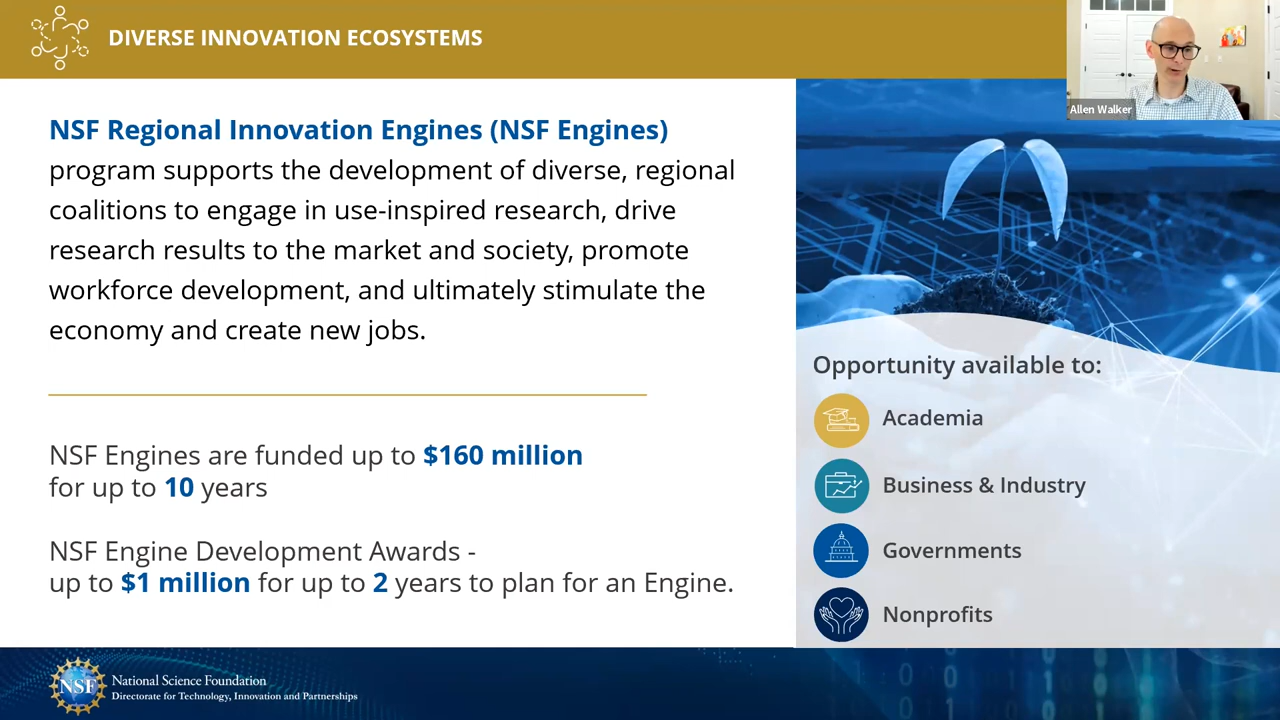 DIVERSE INNOVATION ECOSYSTEMS
Allen Walker
NSF Regional Innovation Engines (NSF Engines)
program supports the development of diverse, regional
coalitions to engage in use-inspired research, drive
research results to the market and society, promote
workforce development, and ultimately stimulate the
economy and create new jobs.
NSF Engines are funded up to $160 million
for up to 10 years
NSF Engine Development Awards -
up to $1 million for up to 2 years to plan for an Engine.
Opportunity available to:
Academia
Business & Industry
Governments
Nonprofits
NSF
National Science Foundation
Directorate for Technology, Innovation and Partnerships